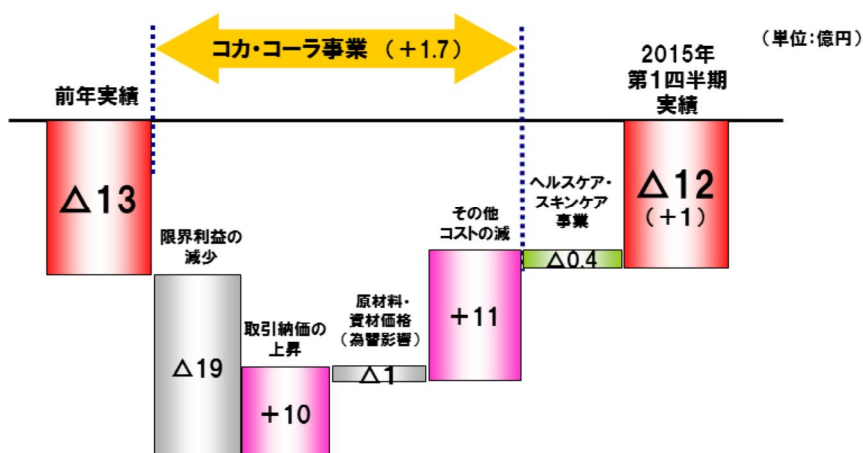 コカ・コーラ事業 (+1.7)
(単位:億円)
前年実績
2015年
第1四半期
実績
△13
限界利益の
減少
△19
取引納価の
上昇
+10
原材料・
資材価格
(為替影響)
△1
その他
コストの減
+11
ヘルスケア・
スキンケア
事業
△0.4
△12
(+1)